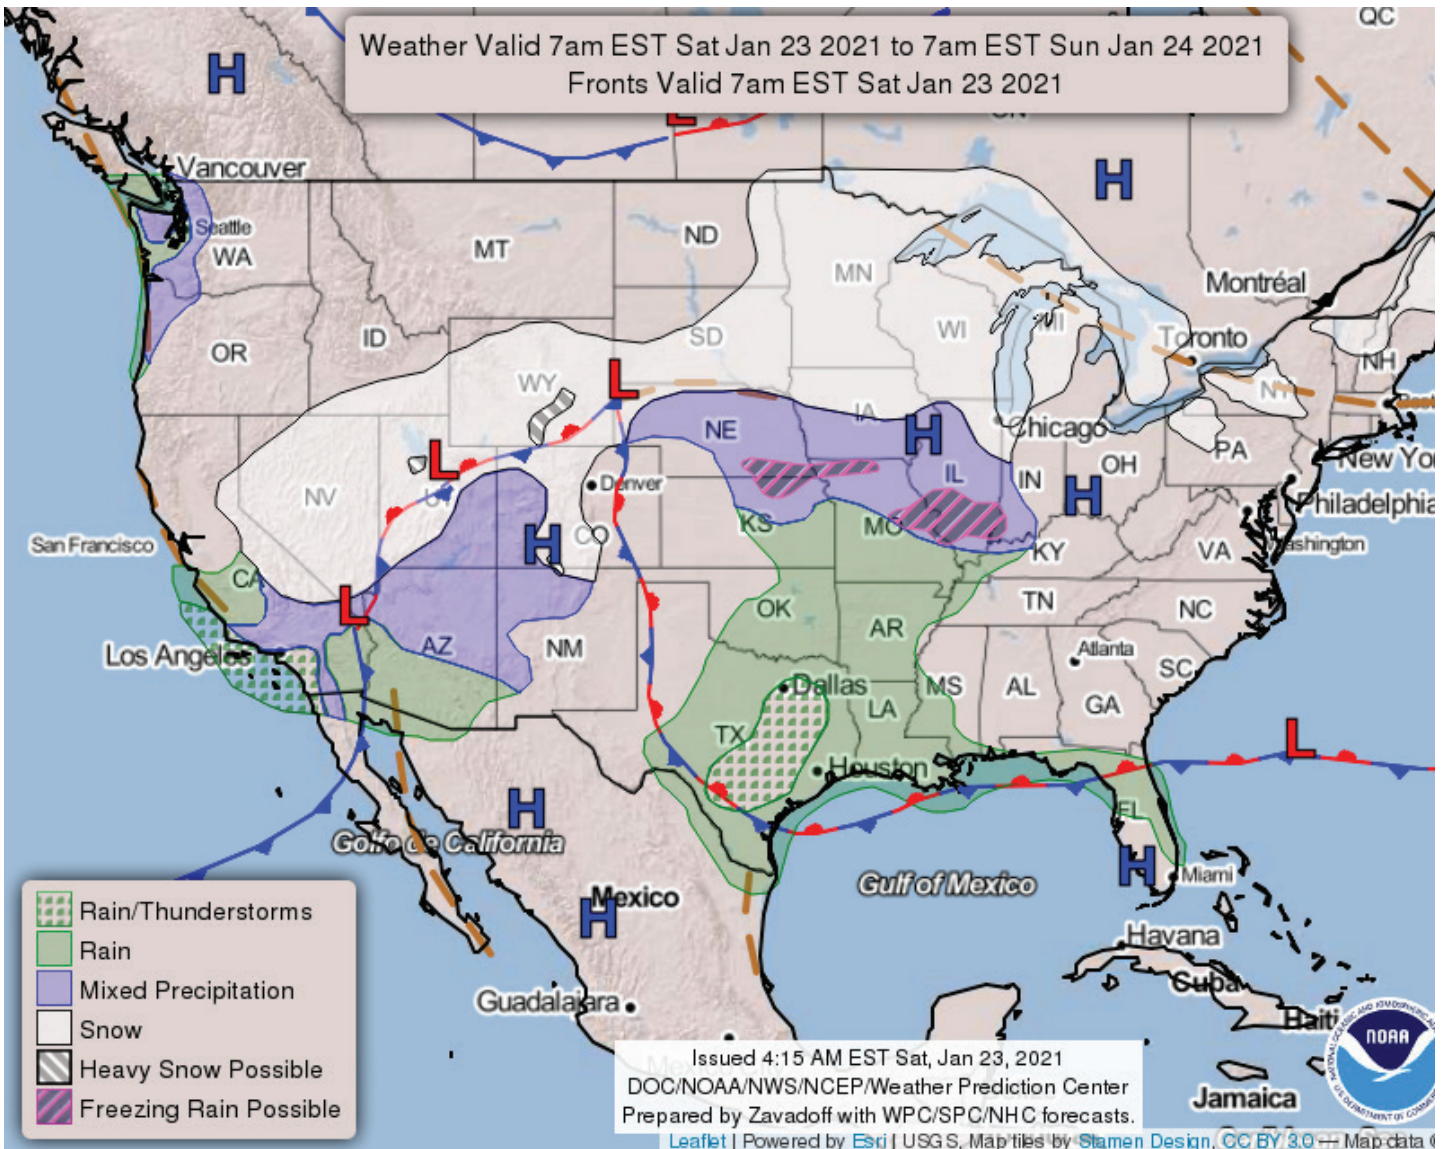 Weather Valid 7am EST Sat Jan 23 2021 to 7am EST Sun Jan 24 2021
Fronts Valid 7am EST Sat Jan 23 2021
QC
H
L
H
Vancouver
Seattle
WA
MT
ND
MN
Montréal
OR
ID
WY
SD
WI
MI
Toronto
NH
L
NY
NE
IA
H
Chicago
PA
New Yo
L
Denver
IL
IN
OH
H
Philadelphia
NV
KS
MO
San Francisco
H
CO
KY
VA
ashington
CA
L
OK
TN
NC
Los Angeles
AZ
NM
AR
Atlanta
SC
Dallas
MS
AL
GA
TX
LA
L
Houston
H
FL
Golfo de California
H
Miami
Gulf of Mexico
Mexico
H
Havana
Cuba
Guadalajara
Haiti
Jamaica
Rain/Thunderstorms
Rain
Mixed Precipitation
Snow
Heavy Snow Possible
Freezing Rain Possible
NOAA
Issued 4:15 AM EST Sat, Jan 23, 2021
DOC/NOAA/NWS/NCEP/Weather Prediction Center
Prepared by Zavadoff with WPC/SPC/NHC forecasts.
Leaflet | Powered by Esri | USGS, Map tiles by Stamen Design, CC BY 3.0 — Map data ©